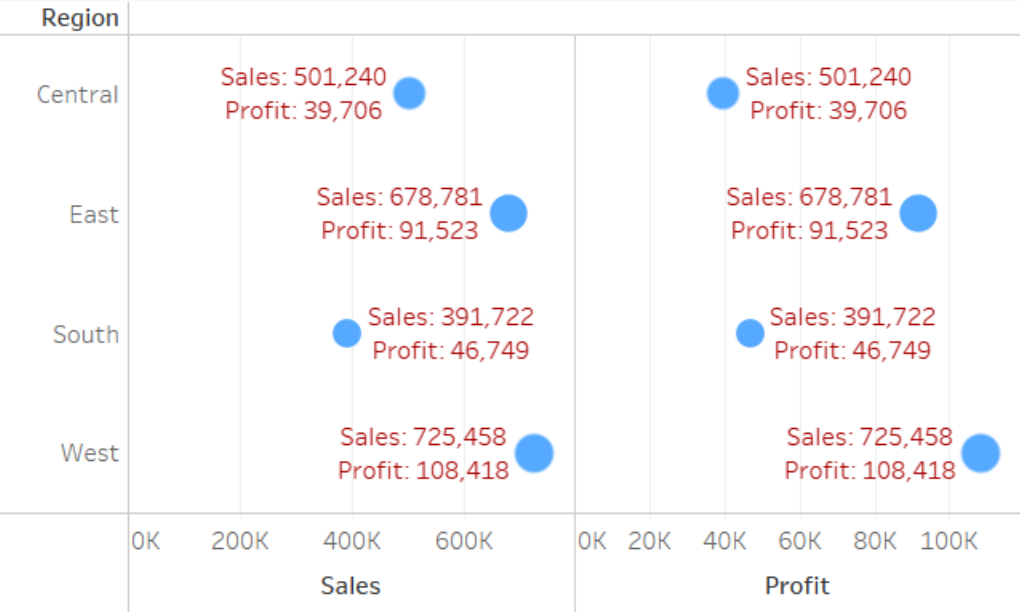 Region
Central
Sales: 501,240
Profit: 39,706
Sales: 501,240
Profit: 39,706
East
Sales: 678,781
Profit: 91,523
Sales: 678,781
Profit: 91,523
South
Sales: 391,722
Profit: 46,749
Sales: 391,722
Profit: 46,749
West
Sales: 725,458
Profit: 108,418
Sales: 725,458
Profit: 108,418
0K 200K 400K 600K
0K 20K 40K 60K 80K 100K
Sales
Profit